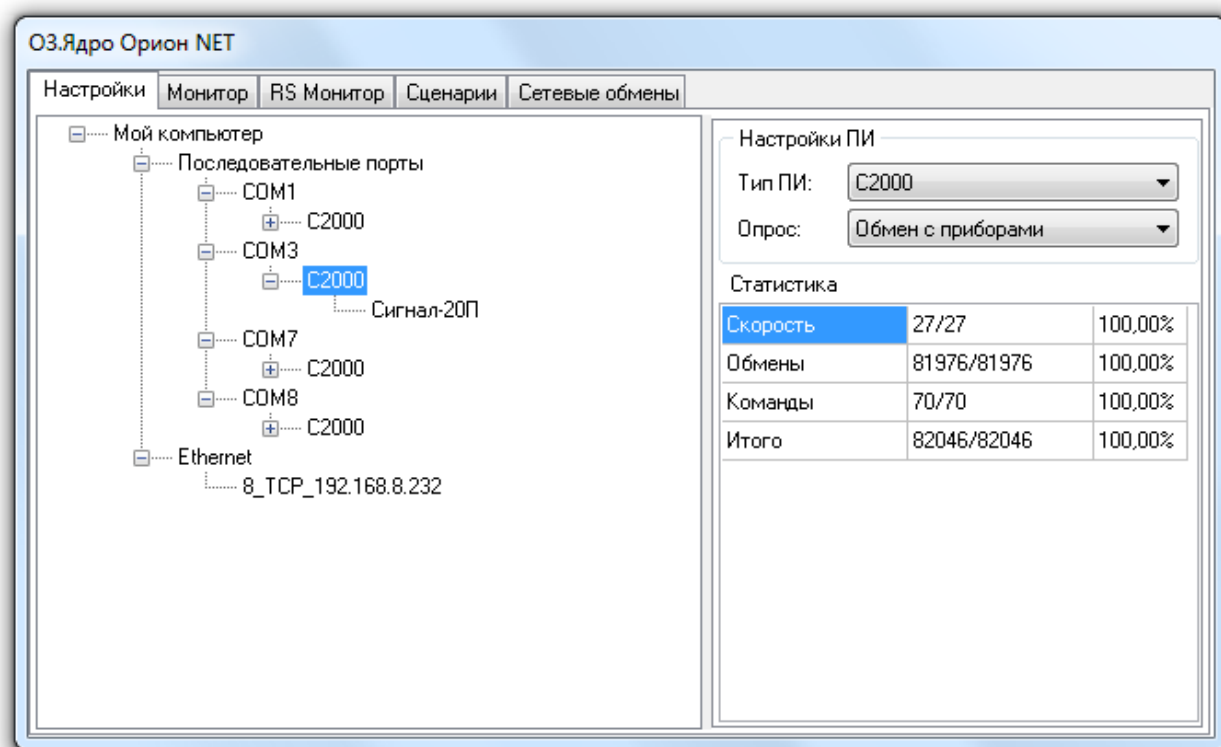 ОЗ.Ядро Орион NET
Настройки Монитор RS Монитор Сценарии Сетевые обмены
Мой компьютер
Последовательные порты
COM1
С2000
COM3
С2000
Сигнал-20П
COM7
С2000
COM8
С2000
Ethernet
8_TCP_192.168.8.232
Настройки ПИ
Тип ПИ: С2000
Опрос: Обмен с приборами
Статистика
Скорость 27/27 100,00%
Обмены 81976/81976 100,00%
Команды 70/70 100,00%
Итого 82046/82046 100,00%